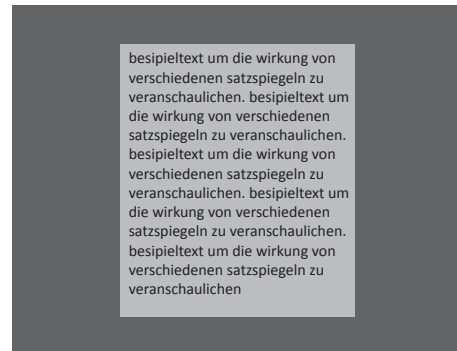 besipieltext um die wirkung von
verschiedenen satzspiegeln zu
veranschaulichen. besipieltext um
die wirkung von verschiedenen
satzspiegeln zu veranschaulichen.
besipieltext um die wirkung von
verschiedenen satzspiegeln zu
veranschaulichen. besipieltext um
die wirkung von verschiedenen
satzspiegeln zu veranschaulichen.
besipieltext um die wirkung von
verschiedenen satzspiegeln zu
veranschaulichen